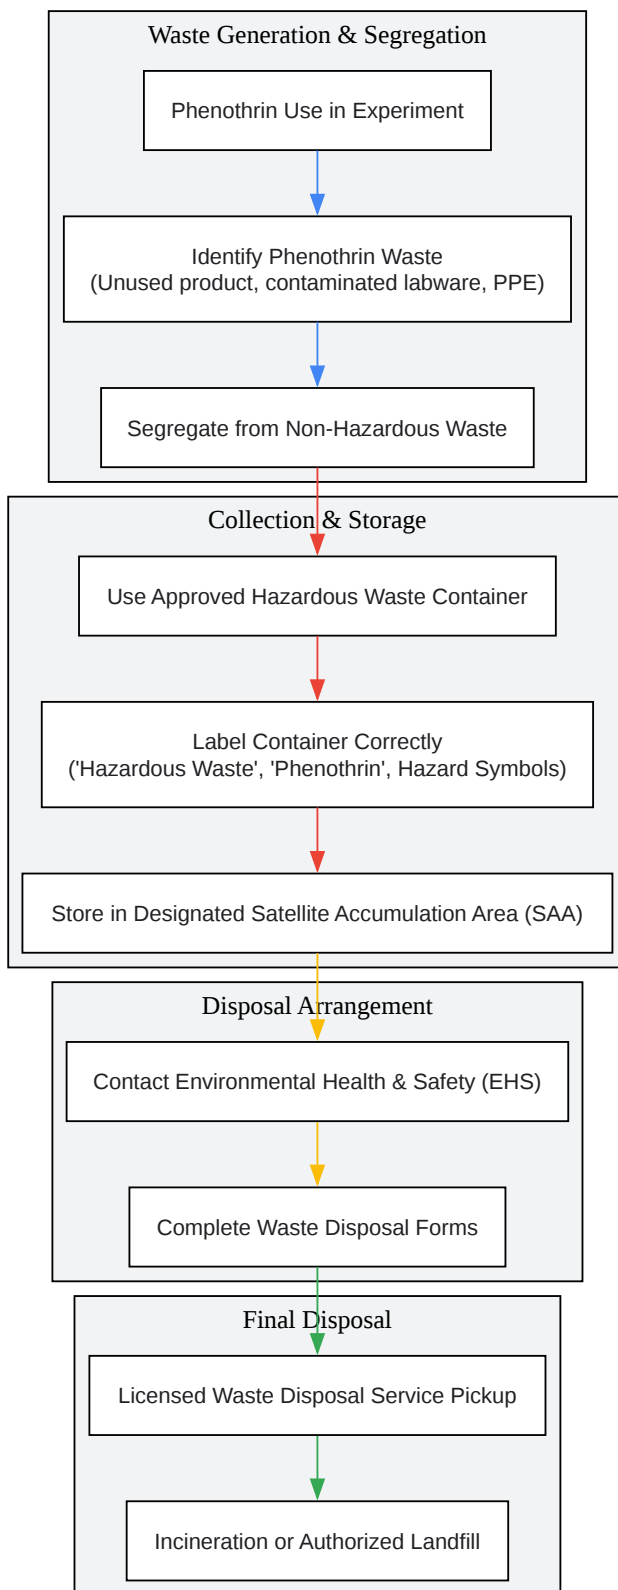 Waste Generation & Segregation
Phenothrin Use in Experiment
Identify Phenothrin Waste
(Unused product, contaminated labware, PPE)
Segregate from Non-Hazardous Waste
Collection & Storage
Use Approved Hazardous Waste Container
Label Container Correctly
('Hazardous Waste', 'Phenothrin', Hazard Symbols)
Store in Designated Satellite Accumulation Area (SAA)
Disposal Arrangement
Contact Environmental Health & Safety (EHS)
Complete Waste Disposal Forms
Final Disposal
Licensed Waste Disposal Service Pickup
Incineration or Authorized Landfill